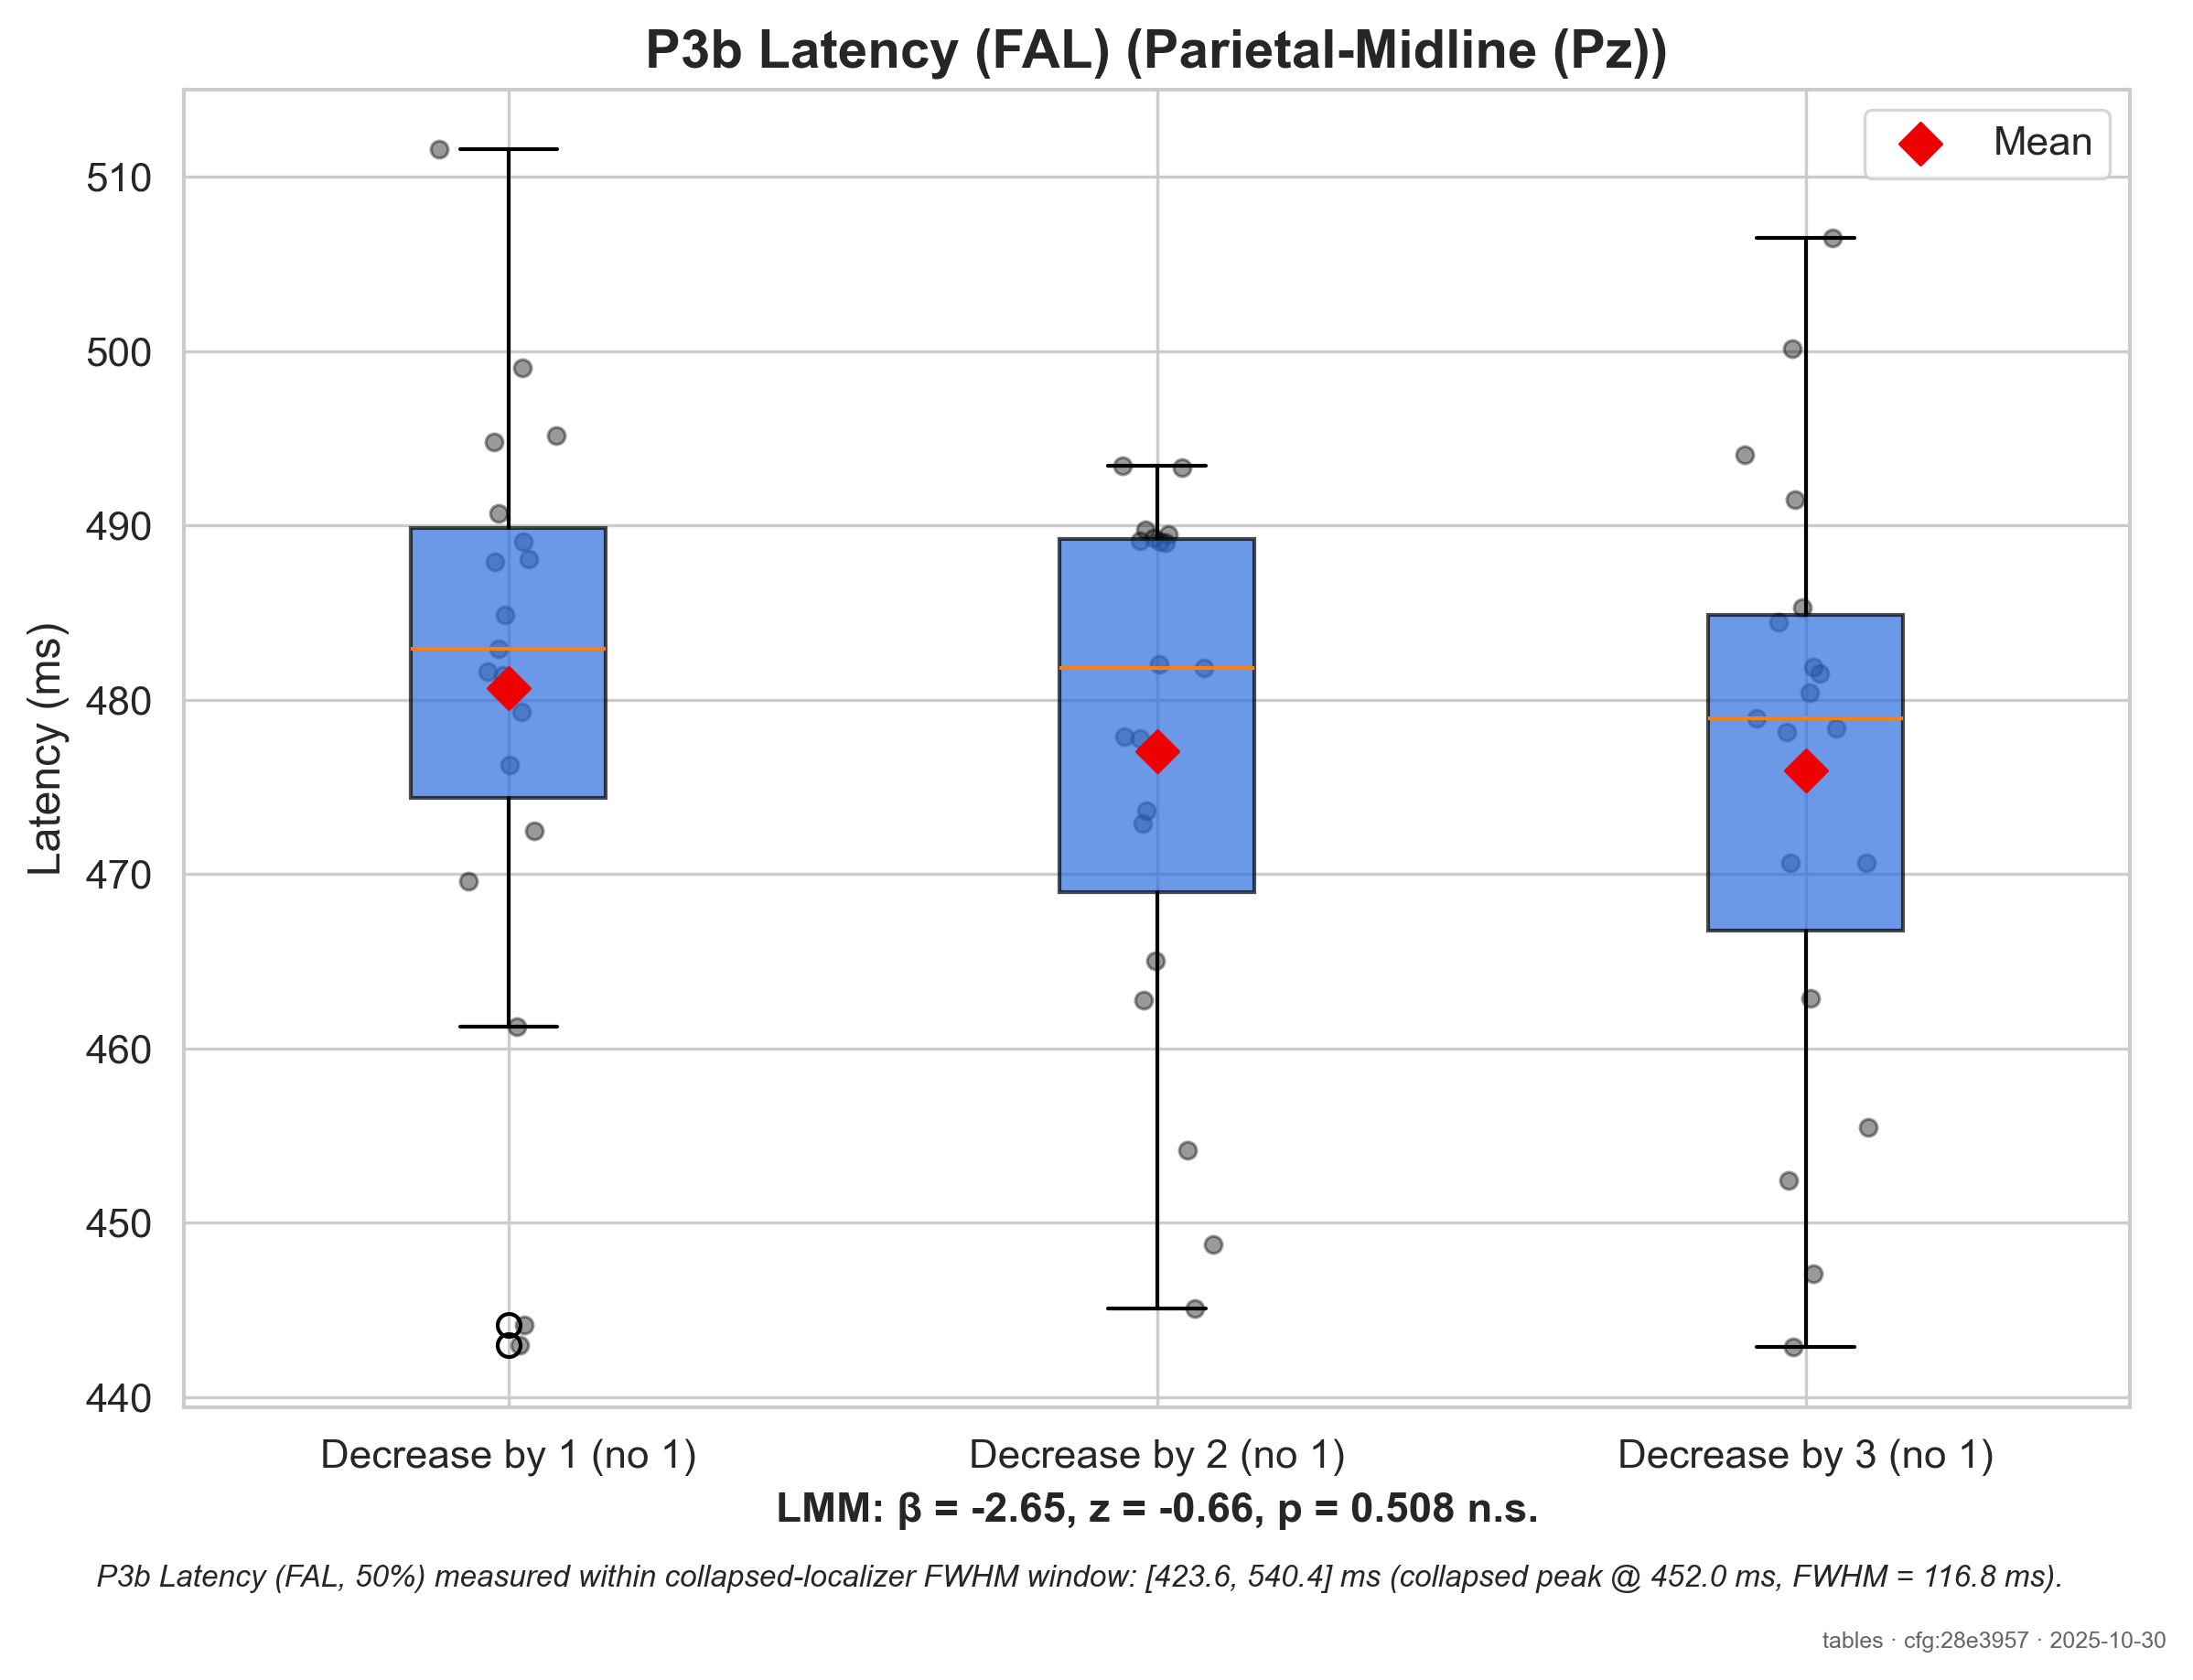 P3b Latency (FAL) (Parietal-Midline (Pz))
Mean
Latency (ms)
510
500
490
480
470
460
450
440
Decrease by 1 (no 1)
Decrease by 2 (no 1)
Decrease by 3 (no 1)
LMM: β = -2.65, z = -0.66, p = 0.508 n.s.
P3b Latency (FAL, 50%) measured within collapsed-localizer FWHM window: [423.6, 540.4] ms (collapsed peak @ 452.0 ms, FWHM = 116.8 ms).
tables · cfg:28e3957 · 2025-10-30